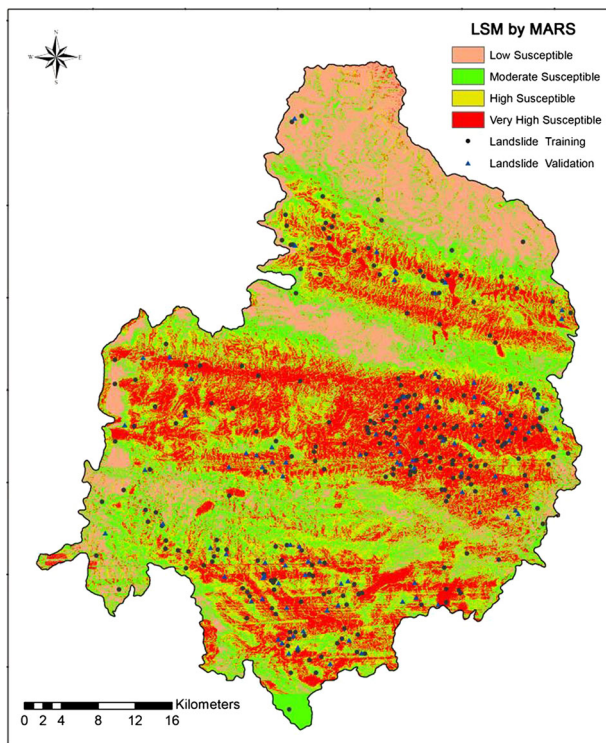 LSM by MARS
N
W
E
S
Low Susceptible
Moderate Susceptible
High Susceptible
Very High Susceptible
Landslide Training
Landslide Validation
Kilometers
0 2 4 8 12 16